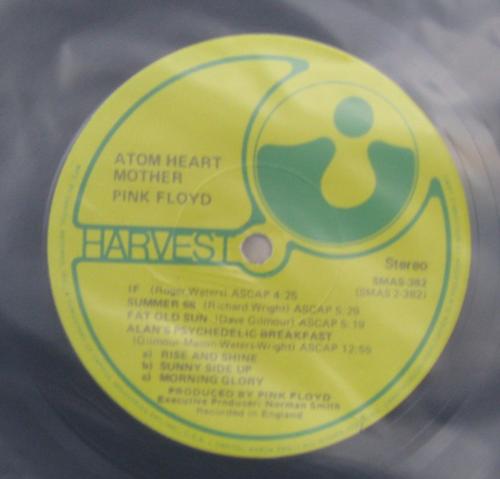 ATOM HEART
MOTHER
PINK FLOYD
HARVEST
Stereo
SMAS-382
(SMAS 2-382)
IF (Roger Waters) ASCAP 4:25
SUMMER 68 (Richard Wright) ASCAP 5:29
FAT OLD SUN (Dave Gilmour) ASCAP 5:19
ALAN'S PSYCHEDELIC BREAKFAST
(Gilmour-Mason-Waters-Wright) ASCAP 12:55
a) RISE AND SHINE
b) SUNNY SIDE UP
c) MORNING GLORY
PRODUCED BY PINK FLOYD
Executive Producer: Norman Smith
Recorded in England